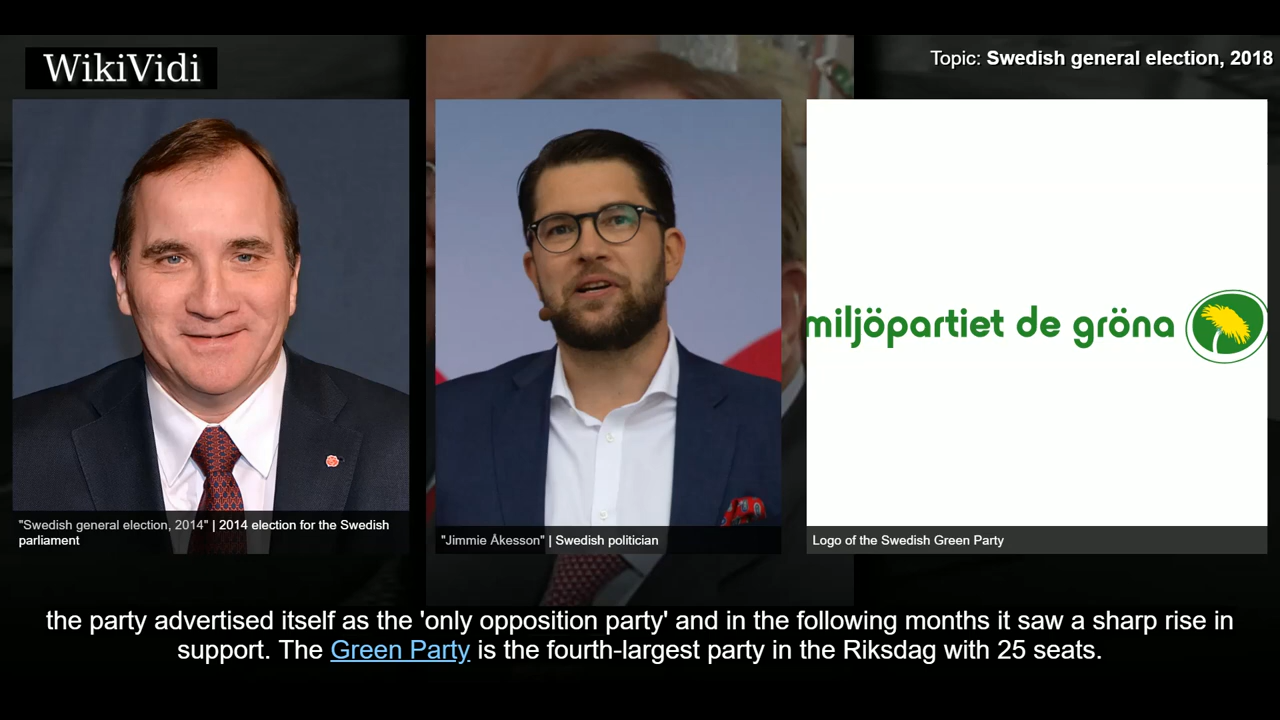 WikiVidi
Topic: Swedish general election, 2018
"Swedish general election, 2014" | 2014 election for the Swedish
parliament
"Jimmie Åkesson" | Swedish politician
miljöpartiet de gröna
Logo of the Swedish Green Party
the party advertised itself as the 'only opposition party' and in the following months it saw a sharp rise in
support. The Green Party is the fourth-largest party in the Riksdag with 25 seats.